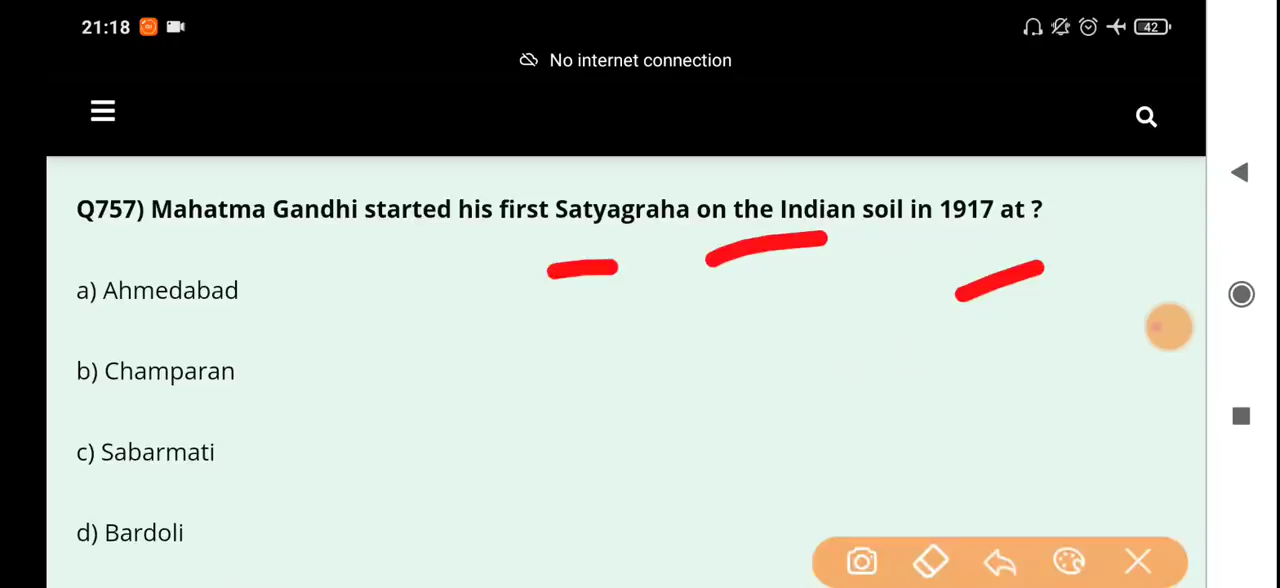 21:18
42
No internet connection
Q757) Mahatma Gandhi started his first Satyagraha on the Indian soil in 1917 at ?
a) Ahmedabad
b) Champaran
c) Sabarmati
d) Bardoli